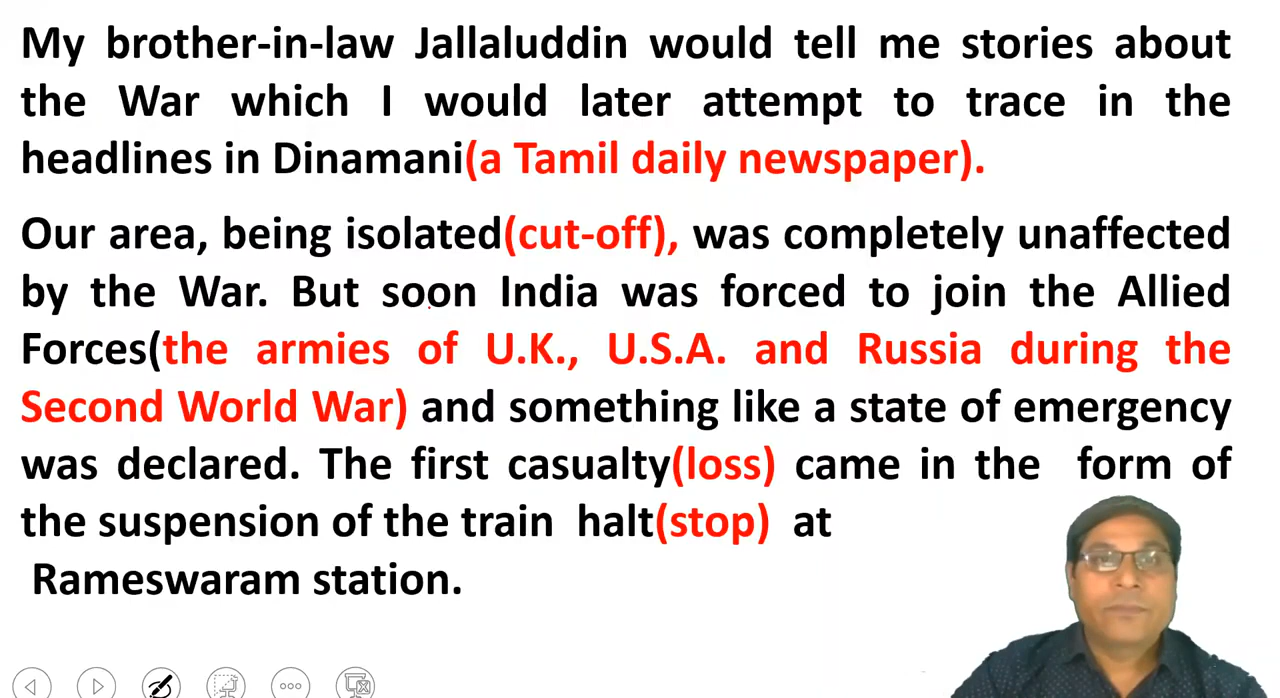 My brother-in-law Jallaluddin would tell me stories about
the War which I would later attempt to trace in the
headlines in Dinamani(a Tamil daily newspaper).
Our area, being isolated(cut-off), was completely unaffected
by the War. But soon India was forced to join the Allied
Forces(the armies of U.K., U.S.A. and Russia during the
Second World War) and something like a state of emergency
was declared. The first casualty(loss) came in the form of
the suspension of the train halt(stop) at
Rameswaram station.